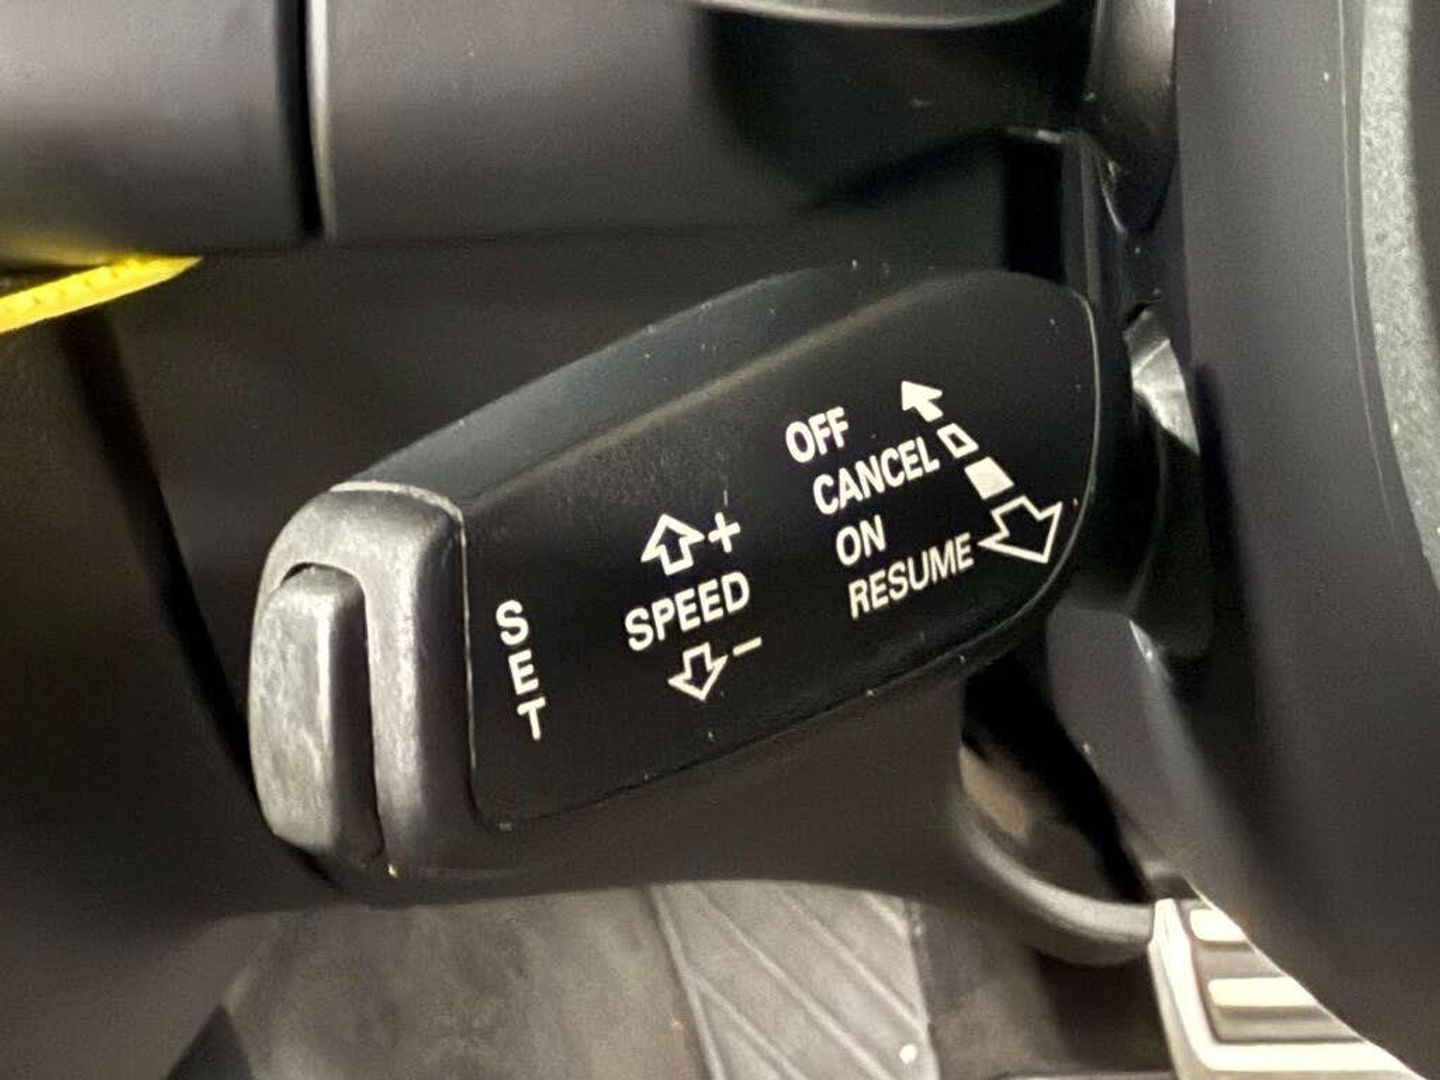 OFF
CANCEL
ON
RESUME
+
SPEED
-
SET